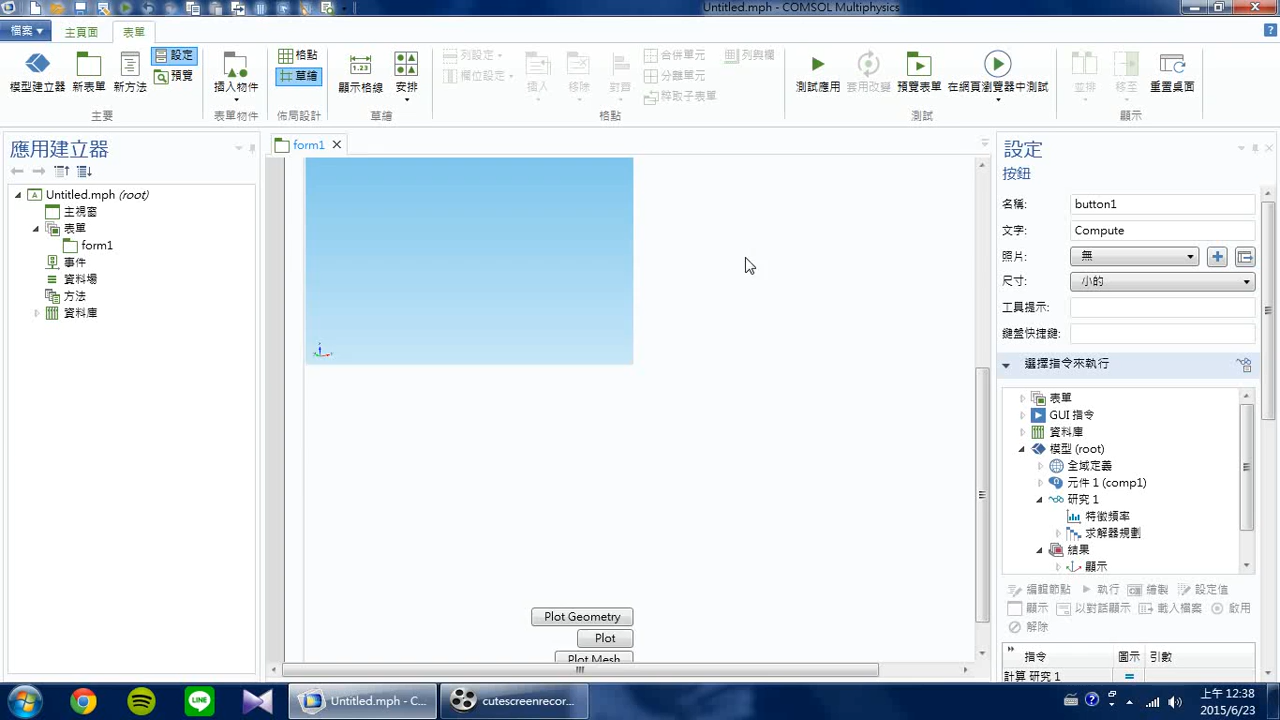 Untitled.mph - COMSOL Multiphysics
檔案
主頁面
表單
模型建立器
新表單
新方法
設定
預覽
主要
插入物件
表單物件
格點
草繪
佈局設計
顯示格線
安排
草繪
列設定
欄位設定
插入
移除
對齊
合併單元
分離單元
粹取子表單
列與欄
格點
測試應用
套用改變
預覽表單
在網頁瀏覽器中測試
測試
並排
移至
重置桌面
顯示
應用建立器
Untitled.mph (root)
主視窗
表單
form1
事件
資料場
方法
資料庫
form1
Plot Geometry
Plot
Plot Mesh
設定
按鈕
名稱:
button1
文字:
Compute
照片:
無
尺寸:
小的
工具提示:
鍵盤快捷鍵:
選擇指令來執行
表單
GUI 指令
資料庫
模型 (root)
全域定義
元件 1 (comp1)
研究 1
特徵頻率
求解器規劃
結果
顯示
編輯節點
執行
繪製
設定值
顯示
以對話顯示
載入檔案
啟用
解除
指令
圖示
引數
計算 研究 1
Untitled.mph - C...
cutescreenrecor...
上午 12:38
2015/6/23